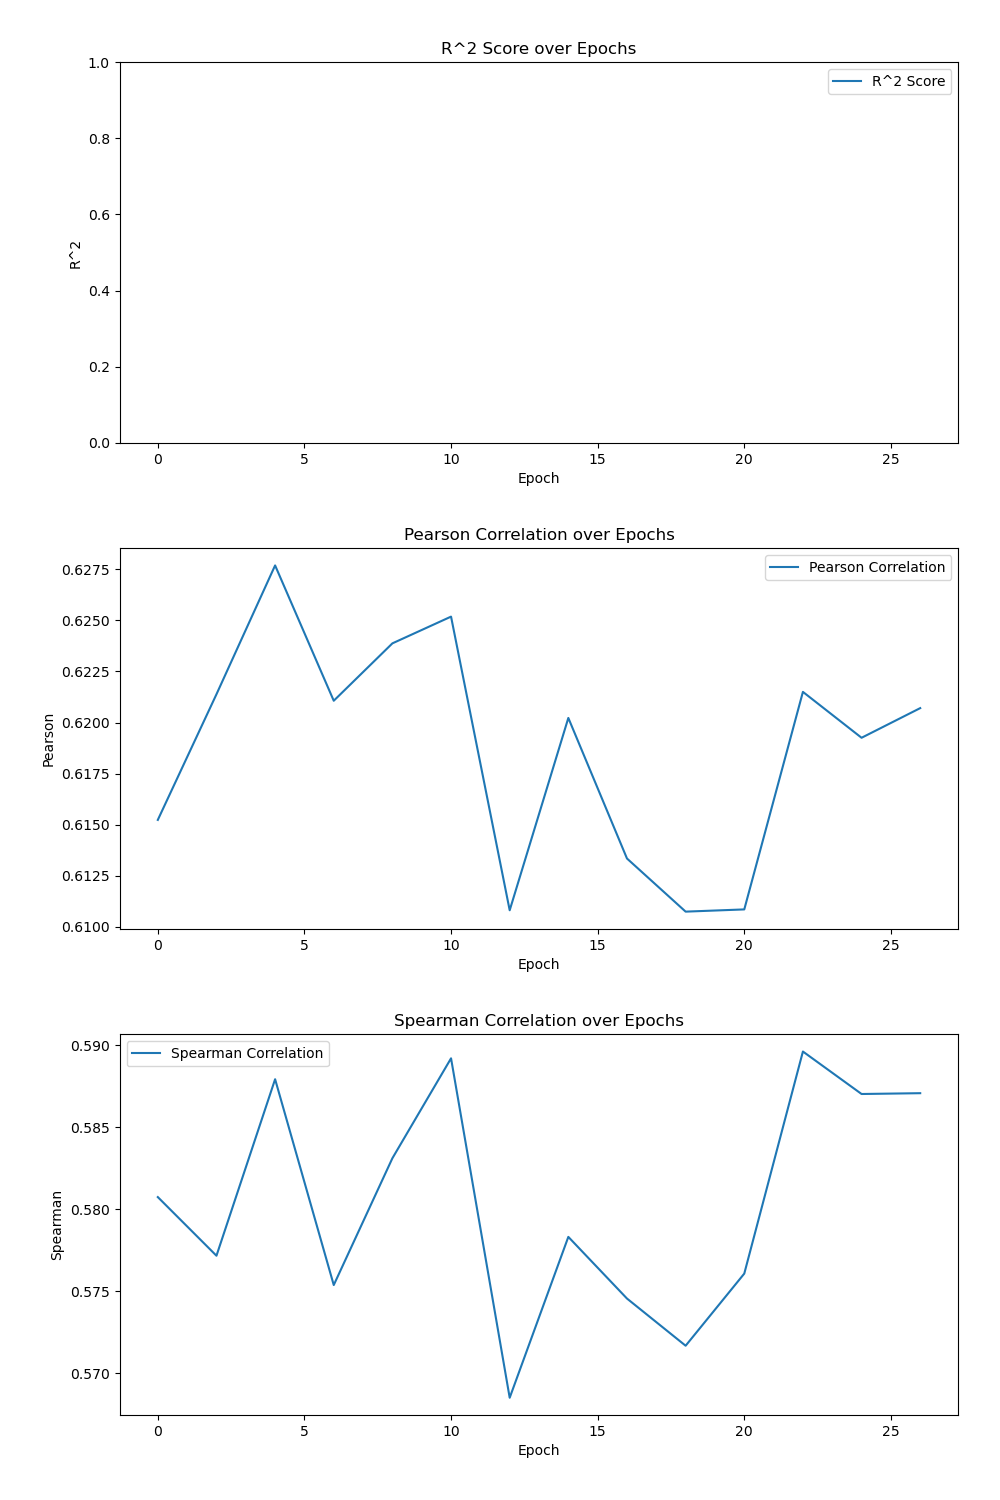 R^2 Score over Epochs
R^2 Score
1.0
0.8
0.6
0.4
0.2
0.0
R^2
0 5 10 15 20 25
Epoch
Pearson Correlation over Epochs
Pearson Correlation
0.6275
0.6250
0.6225
0.6200
0.6175
0.6150
0.6125
0.6100
Pearson
0 5 10 15 20 25
Epoch
Spearman Correlation over Epochs
Spearman Correlation
0.590
0.585
0.580
0.575
0.570
Spearman
0 5 10 15 20 25
Epoch